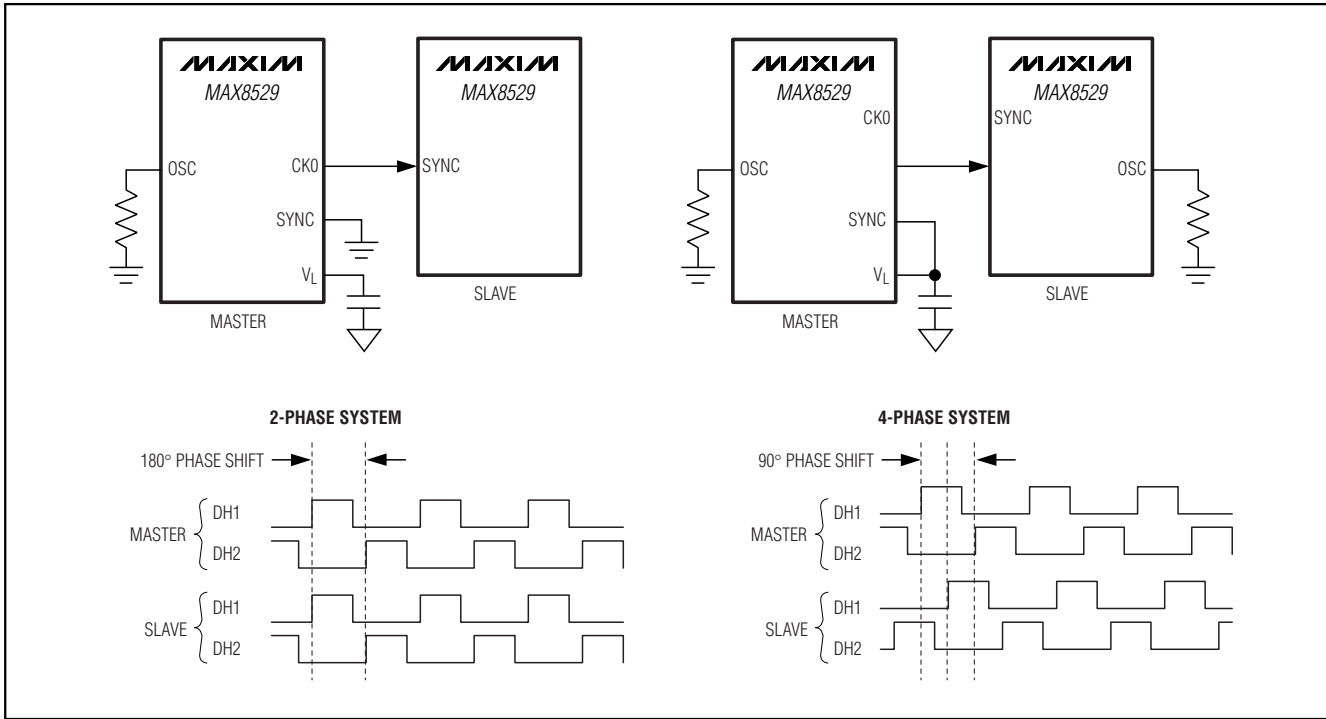 MAXIM
MAX8529
OSC
CK0
SYNC
VL
MASTER
MAXIM
MAX8529
SYNC
SLAVE
MAXIM
MAX8529
CK0
OSC
SYNC
VL
MASTER
MAXIM
MAX8529
SYNC
OSC
SLAVE
2-PHASE SYSTEM
180° PHASE SHIFT
MASTER
DH1
DH2
SLAVE
DH1
DH2
4-PHASE SYSTEM
90° PHASE SHIFT
MASTER
DH1
DH2
SLAVE
DH1
DH2